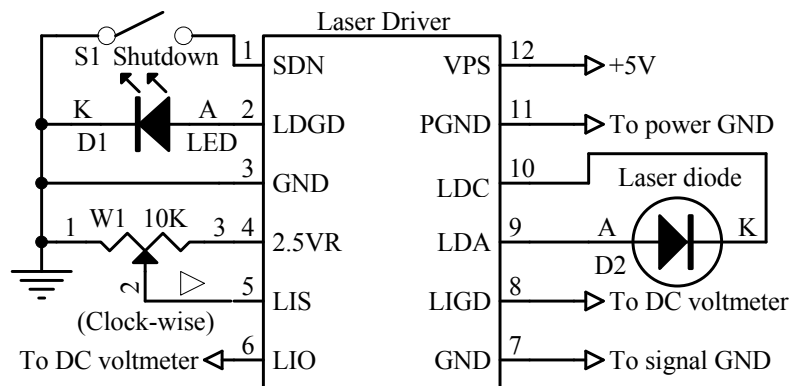 Laser Driver
S1 Shutdown 1 SDN VPS 12 +5V
K A 2 LDGD PGND 11 To power GND
D1 LED
3 GND LDC 10 Laser diode
1 W1 10K 3 4 2.5VR LDA 9 A K
D2
2 5 LIS LIGD 8 To DC voltmeter
(Clock-wise)
To DC voltmeter 6 LIO GND 7 To signal GND